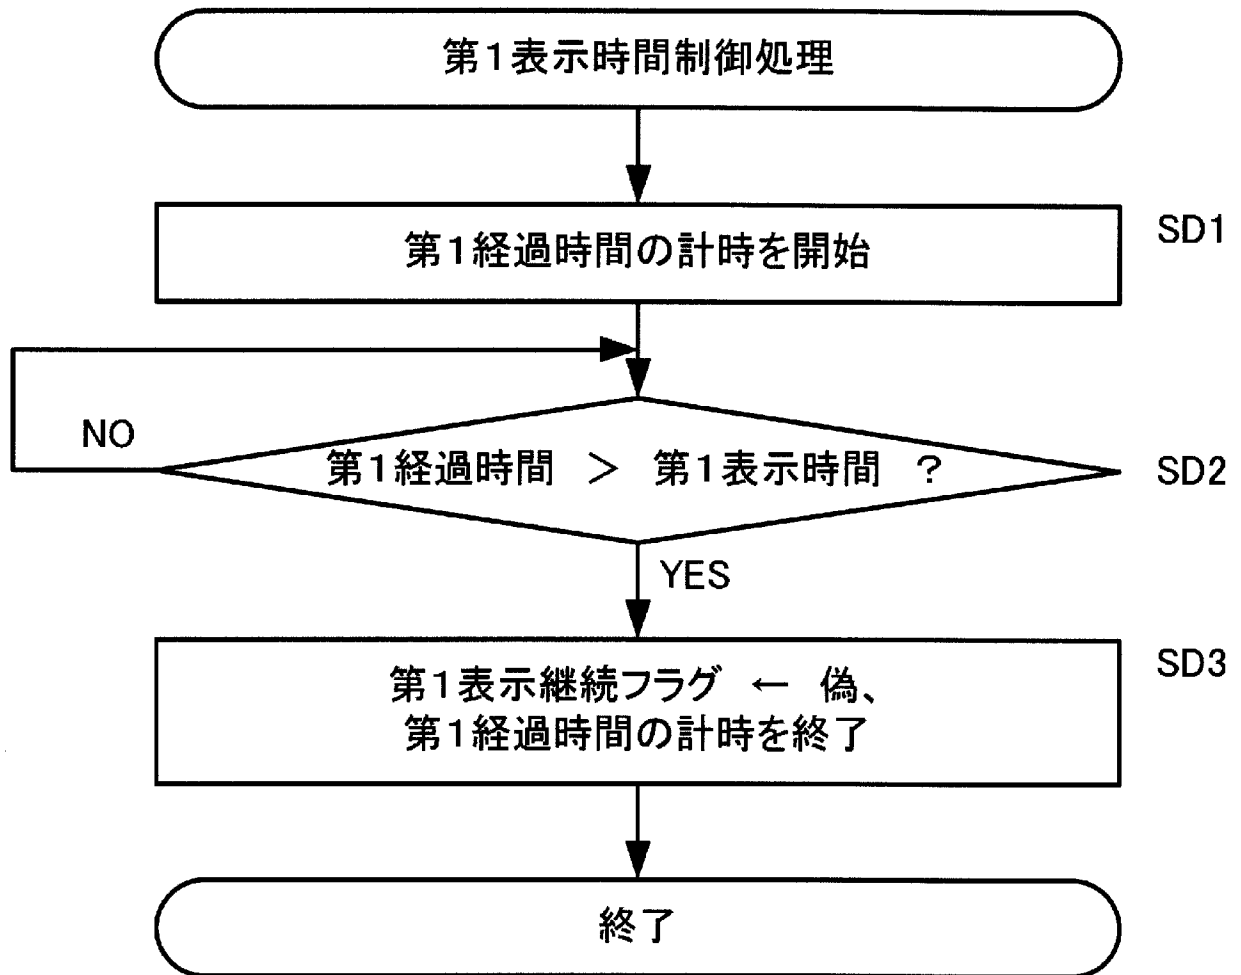 第1表示時間制御処理
第1経過時間の計時を開始
SD1
NO
第1経過時間 ＞ 第1表示時間 ？
SD2
YES
第1表示継続フラグ ← 偽、
第1経過時間の計時を終了
SD3
終了